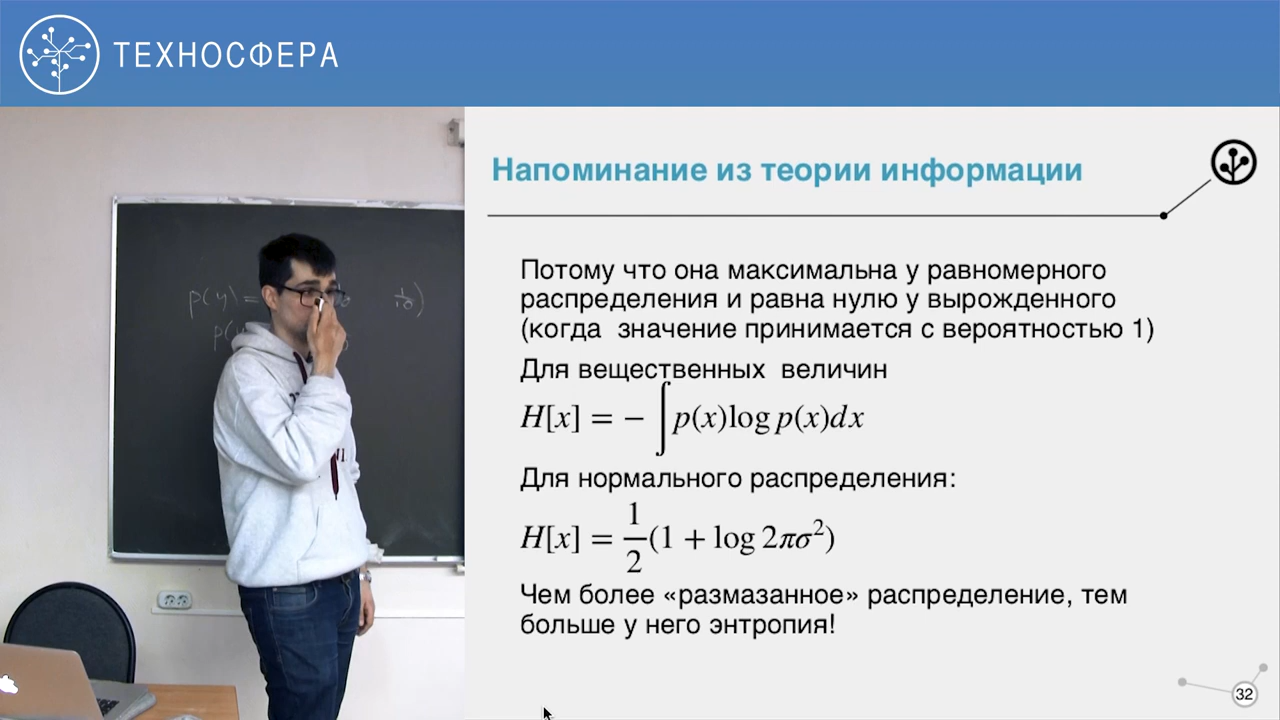 ТЕХНОСФЕРА
Напоминание из теории информации
Потому что она максимальна у равномерного
распределения и равна нулю у вырожденного
(когда значение принимается с вероятностью 1)
Для вещественных величин
H[x] = − ∫ p(x)log p(x)dx
Для нормального распределения:
H[x] = 1/2 (1 + log 2πσ²)
Чем более «размазанное» распределение, тем
больше у него энтропия!
32
p(y) =
1/10 )